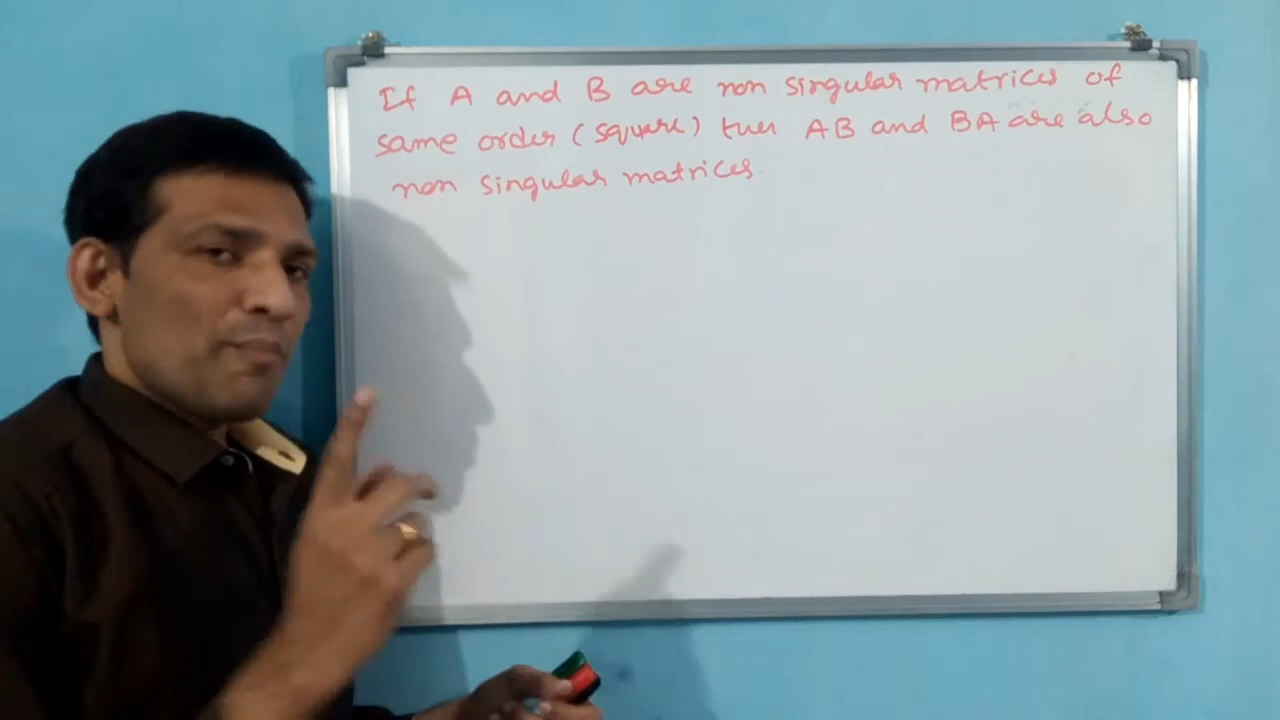 If A and B are non singular matrices of
same order (square) then AB and BA are also
non singular matrices.